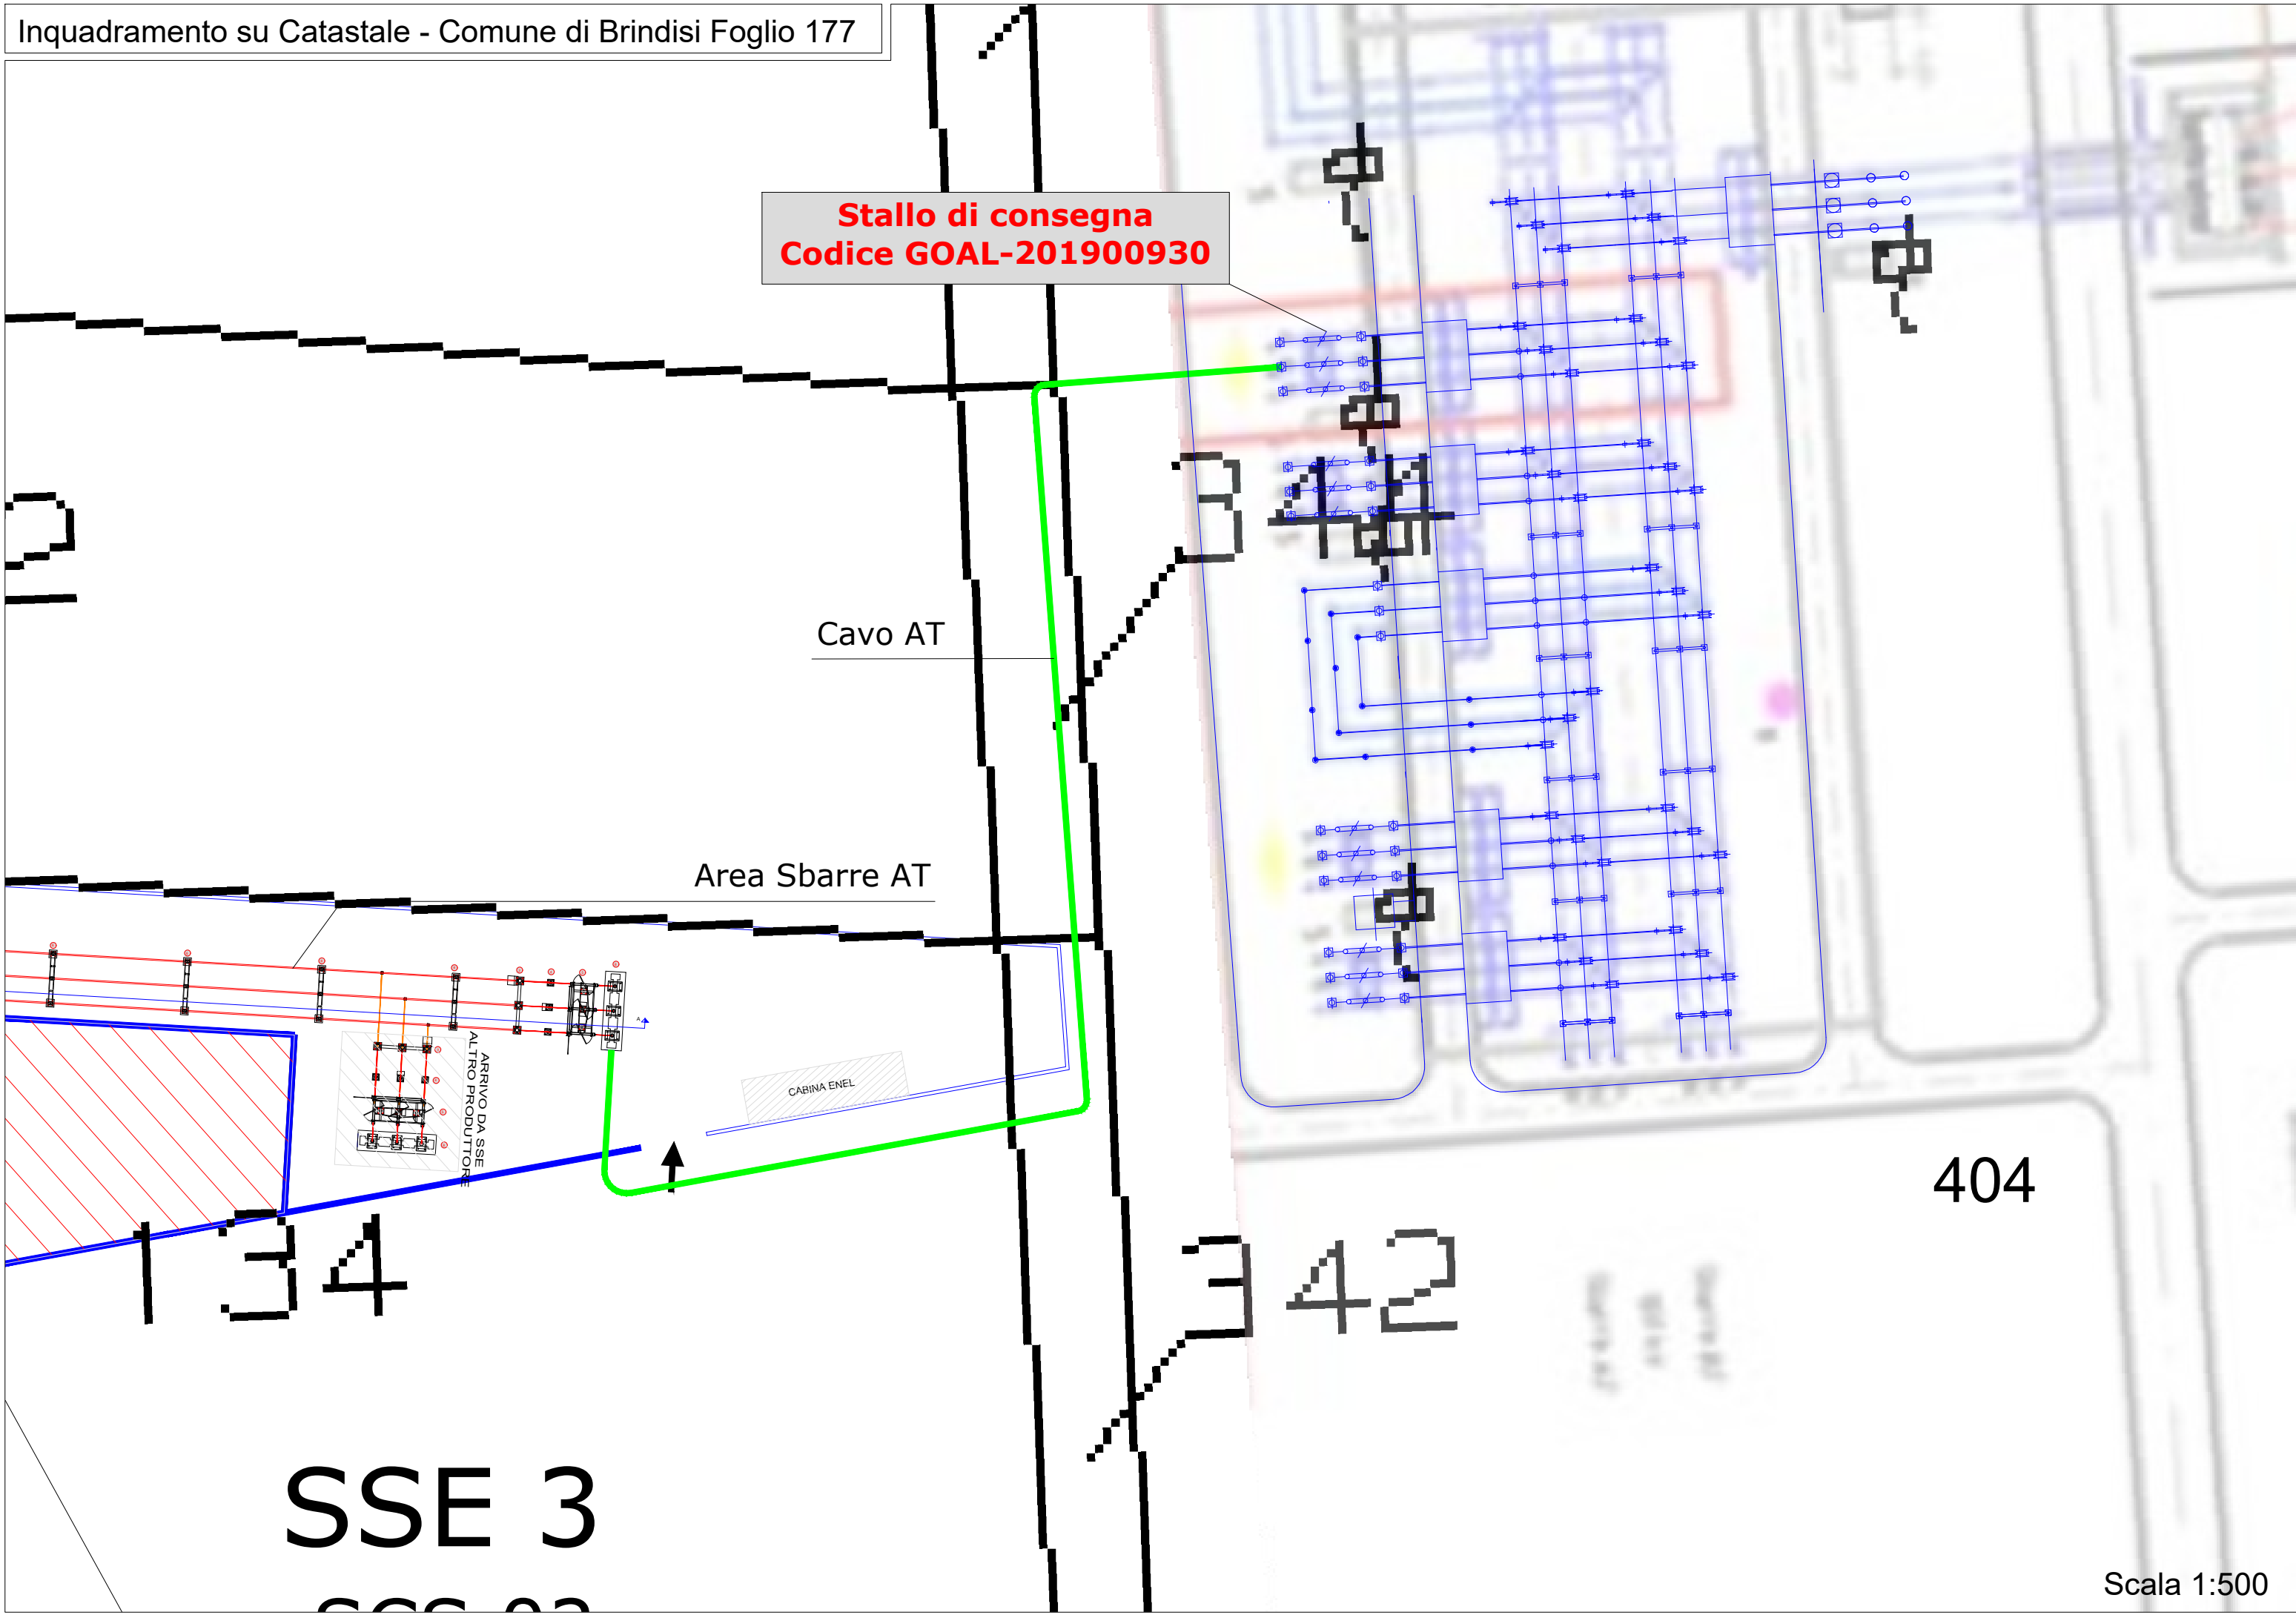 Inquadramento su Catastale - Comune di Brindisi Foglio 177
Stallo di consegna
Codice GOAL-201900930
344
Cavo AT
Area Sbarre AT
ARRIVO DA SSE
ALTRO PRODUTTORE
CABINA ENEL
404
134
342
SSE 3
Scala 1:500